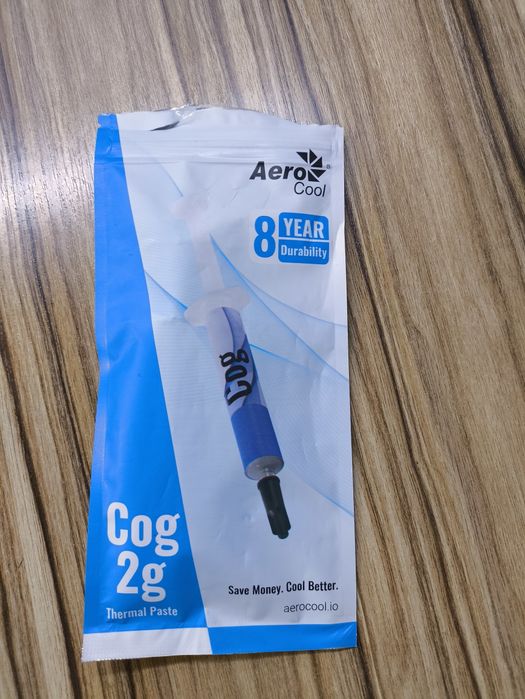 Aero
Cool
8 YEAR
Durability
Cog
Cog
2g
Thermal Paste
Save Money. Cool Better.
aerocool.io